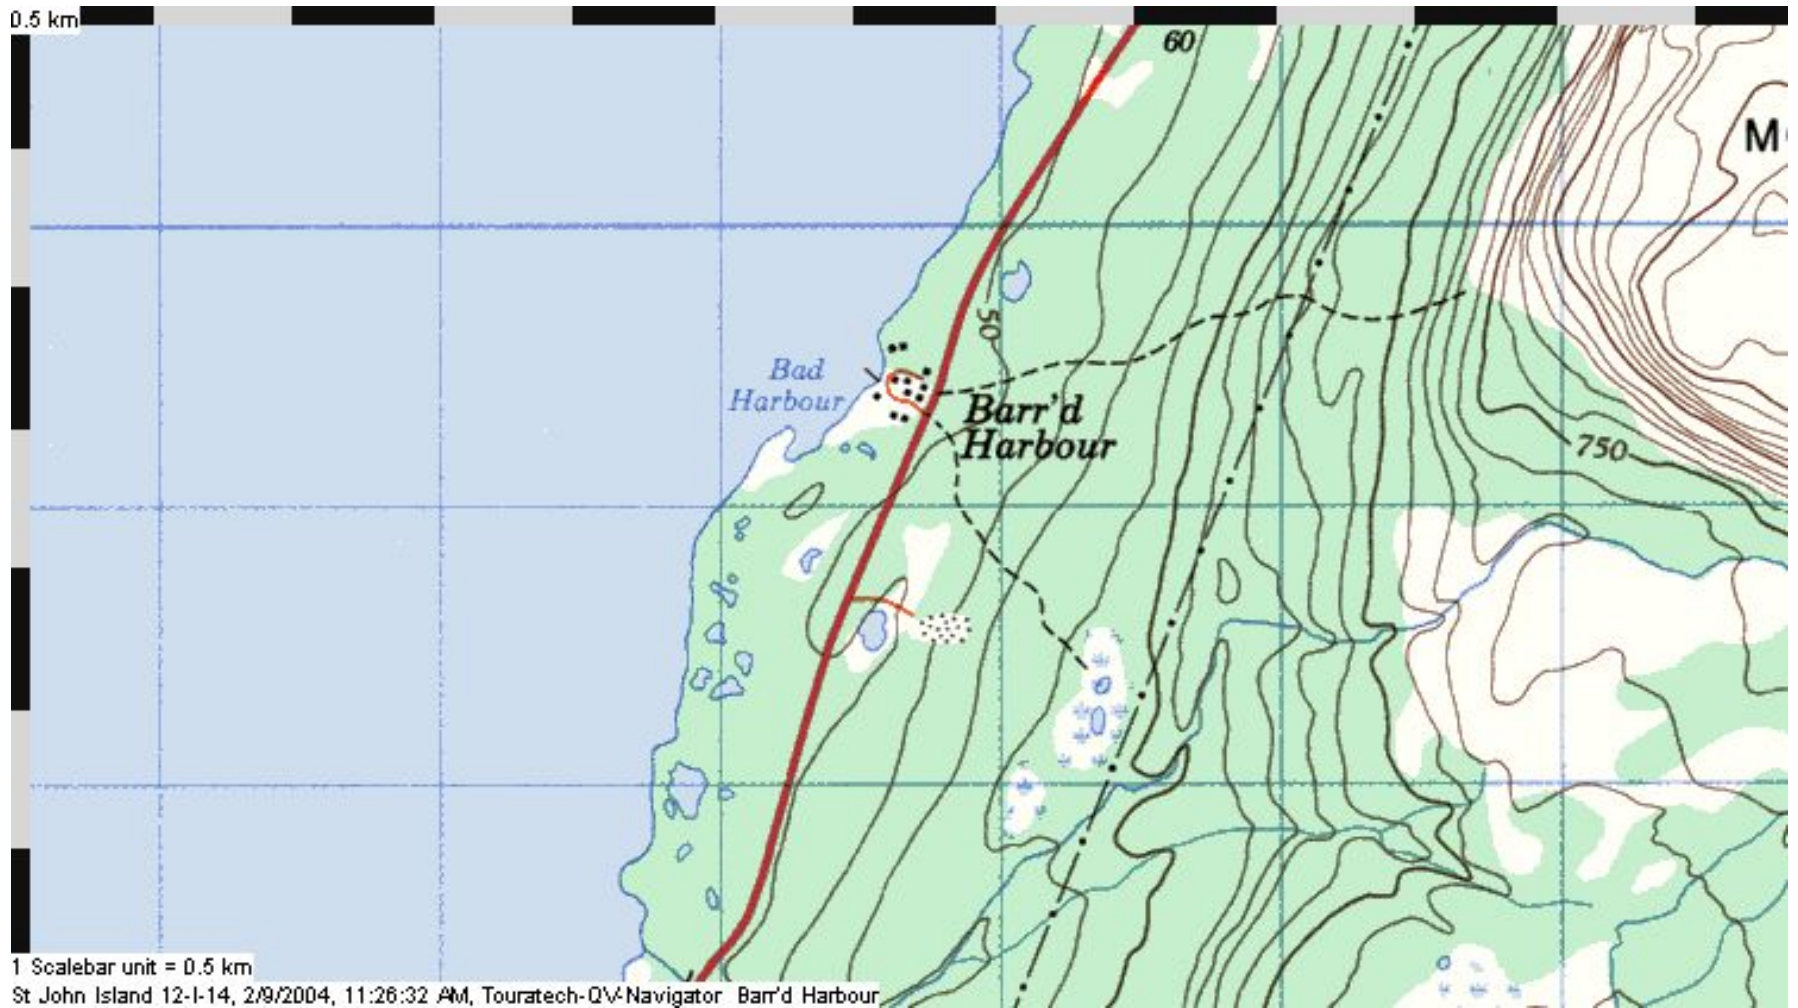 0.5 km
60
M
50
Bad
Harbour
Barr'd
Harbour
750
1 Scalebar unit = 0.5 km
St John Island 12-I-14, 2/9/2004, 11:26:32 AM, Touratech-QV-Navigator Barr'd Harbour